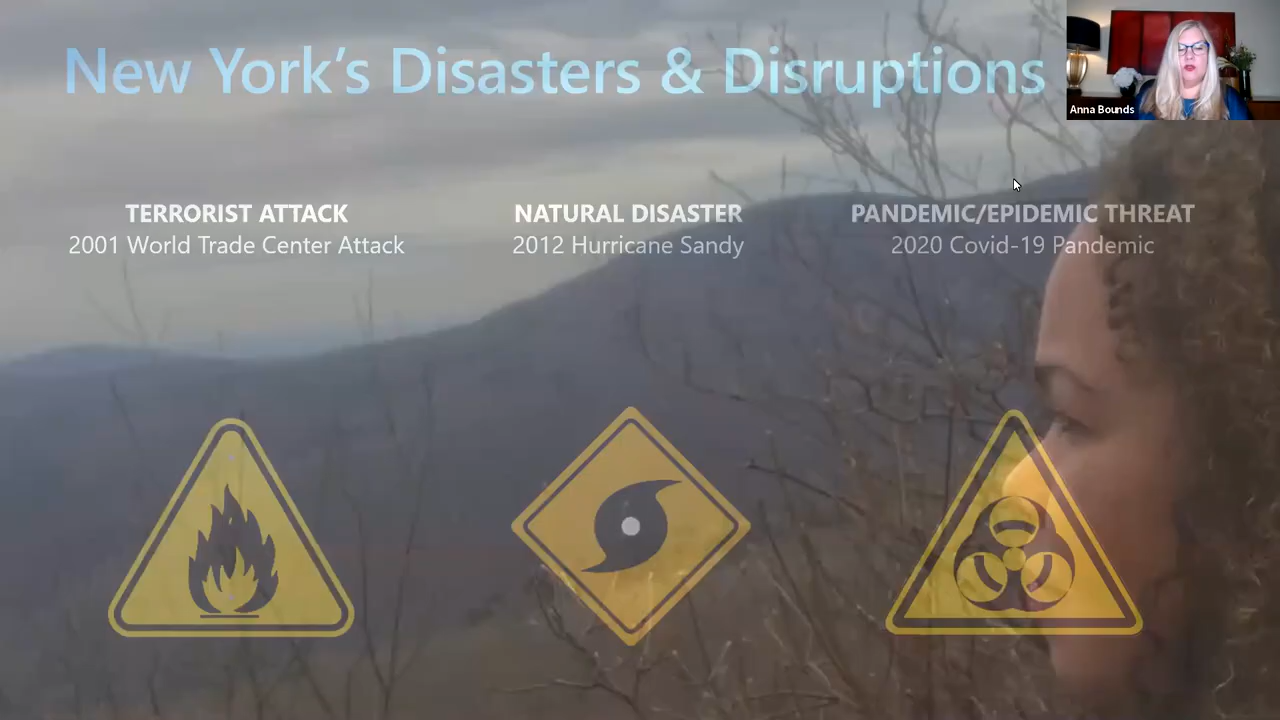 New York's Disasters & Disruptions
Anna Bounds
TERRORIST ATTACK
2001 World Trade Center Attack
NATURAL DISASTER
2012 Hurricane Sandy
PANDEMIC/EPIDEMIC THREAT
2020 Covid-19 Pandemic